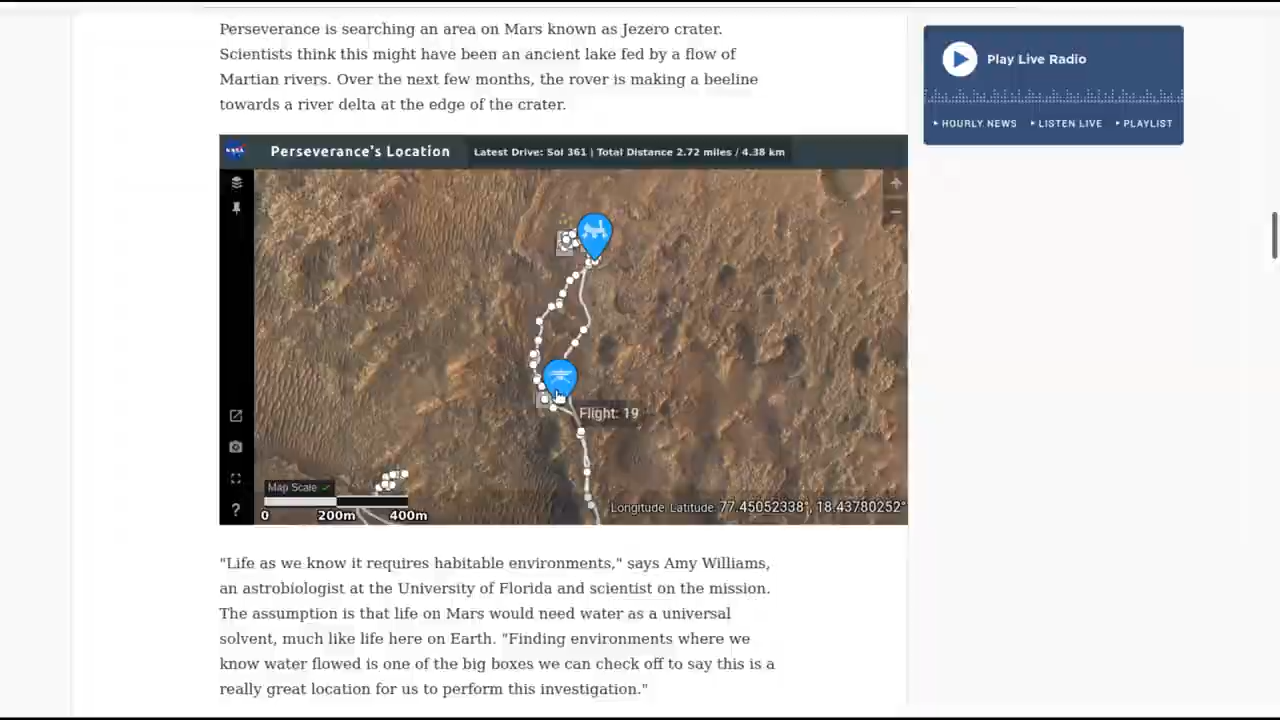 Perseverance is searching an area on Mars known as Jezero crater.
Scientists think this might have been an ancient lake fed by a flow of
Martian rivers. Over the next few months, the rover is making a beeline
towards a river delta at the edge of the crater.
Play Live Radio
HOURLY NEWS LISTEN LIVE PLAYLIST
NASA Perseverance's Location Latest Drive: Sol 361 | Total Distance 2.72 miles / 4.38 km
Flight: 19
Map Scale
0 200m 400m
Longitude, Latitude: 77.45052338°, 18.43780252°
?
"Life as we know it requires habitable environments," says Amy Williams,
an astrobiologist at the University of Florida and scientist on the mission.
The assumption is that life on Mars would need water as a universal
solvent, much like life here on Earth. "Finding environments where we
know water flowed is one of the big boxes we can check off to say this is a
really great location for us to perform this investigation."